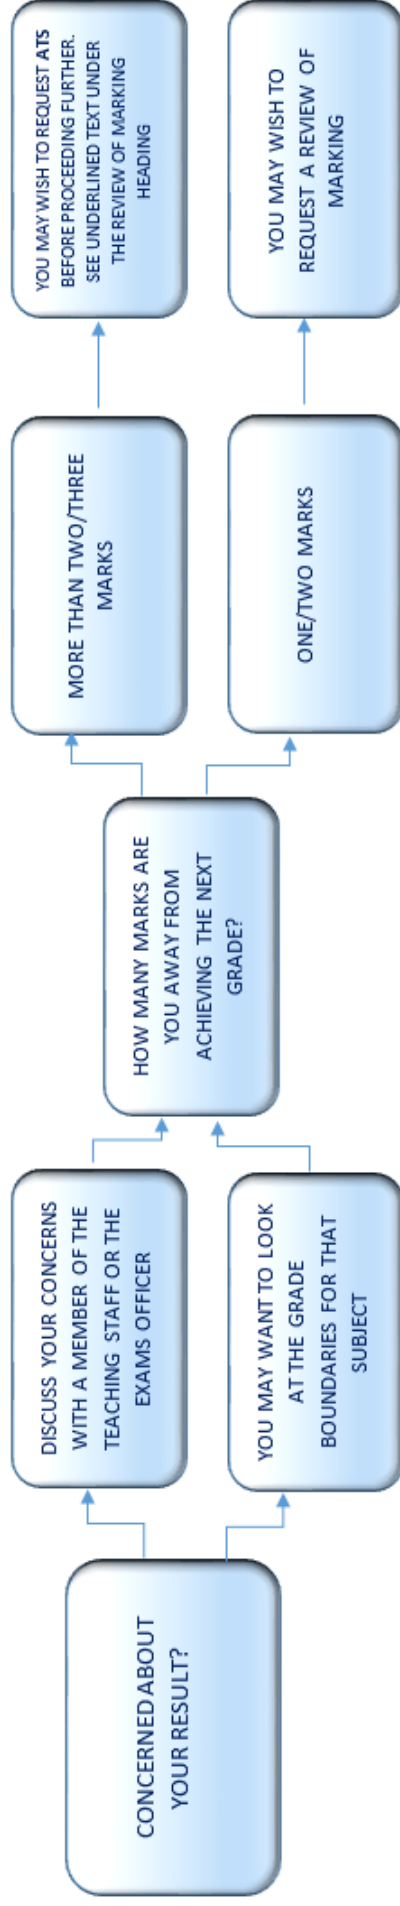 CONCERNED ABOUT
YOUR RESULT?
DISCUSS YOUR CONCERNS
WITH A MEMBER OF THE
TEACHING STAFF OR THE
EXAMS OFFICER
YOU MAY WANT TO LOOK
AT THE GRADE
BOUNDARIES FOR THAT
SUBJECT
HOW MANY MARKS ARE
YOU AWAY FROM
ACHIEVING THE NEXT
GRADE?
MORE THAN TWO/THREE
MARKS
ONE/TWO MARKS
YOU MAY WISH TO REQUEST ATS
BEFORE PROCEEDING FURTHER.
SEE UNDERLINED TEXT UNDER
THE REVIEW OF MARKING
HEADING
YOU MAY WISH TO
REQUEST A REVIEW OF
MARKING